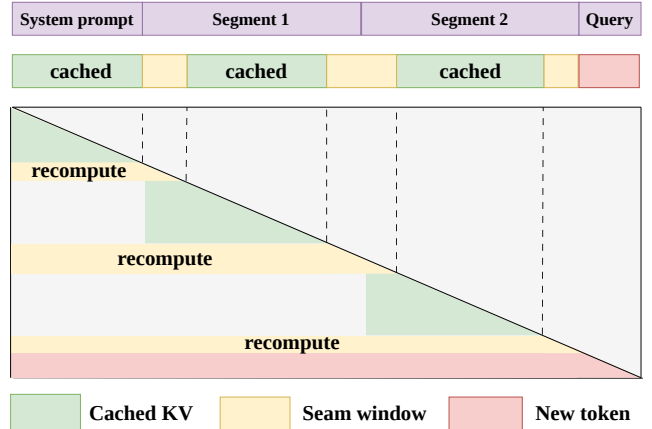 System prompt Segment 1 Segment 2 Query
cached cached cached
recompute
recompute
recompute
Cached KV Seam window New token